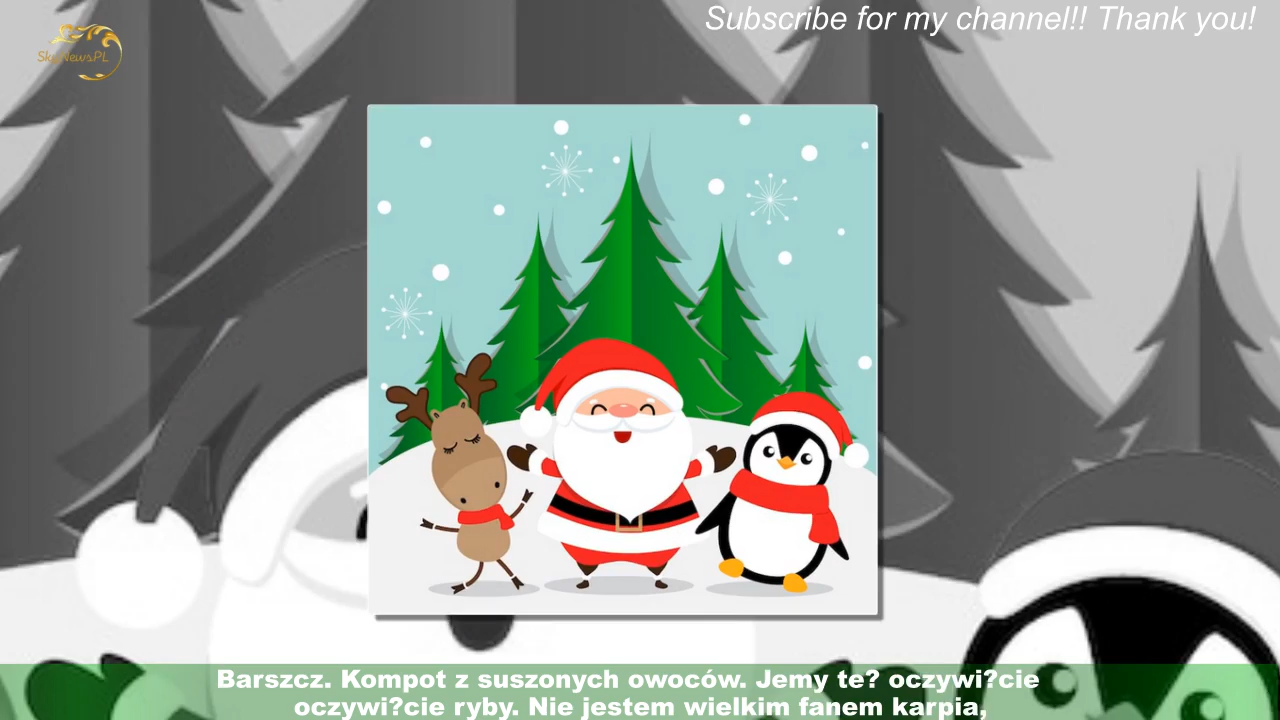 Subscribe for my channel!! Thank you!
SkyNewsPL
Barszcz. Kompot z suszonych owoców. Jemy te? oczywi?cie
oczywi?cie ryby. Nie jestem wielkim fanem karpia,